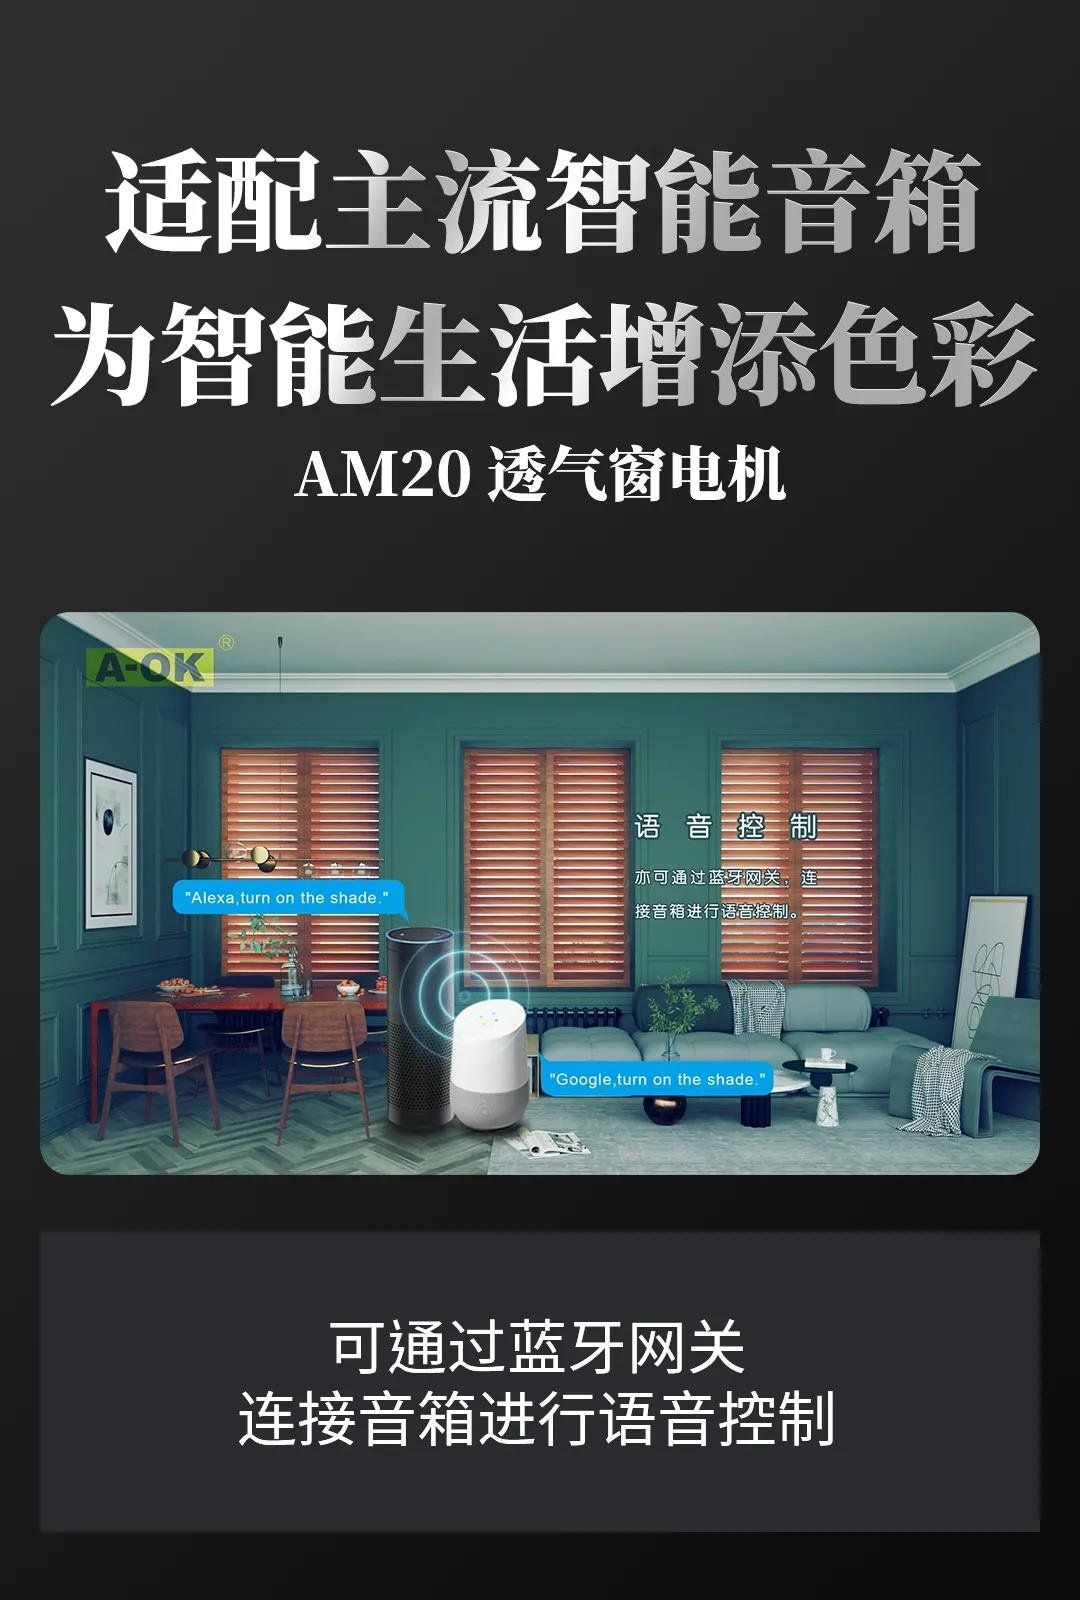 适配主流智能音箱
为智能生活增添色彩
AM20 透气窗电机
A-OK®
语音控制
亦可通过蓝牙网关，连
接音箱进行语音控制。
"Alexa,turn on the shade."
"Google,turn on the shade."
可通过蓝牙网关
连接音箱进行语音控制